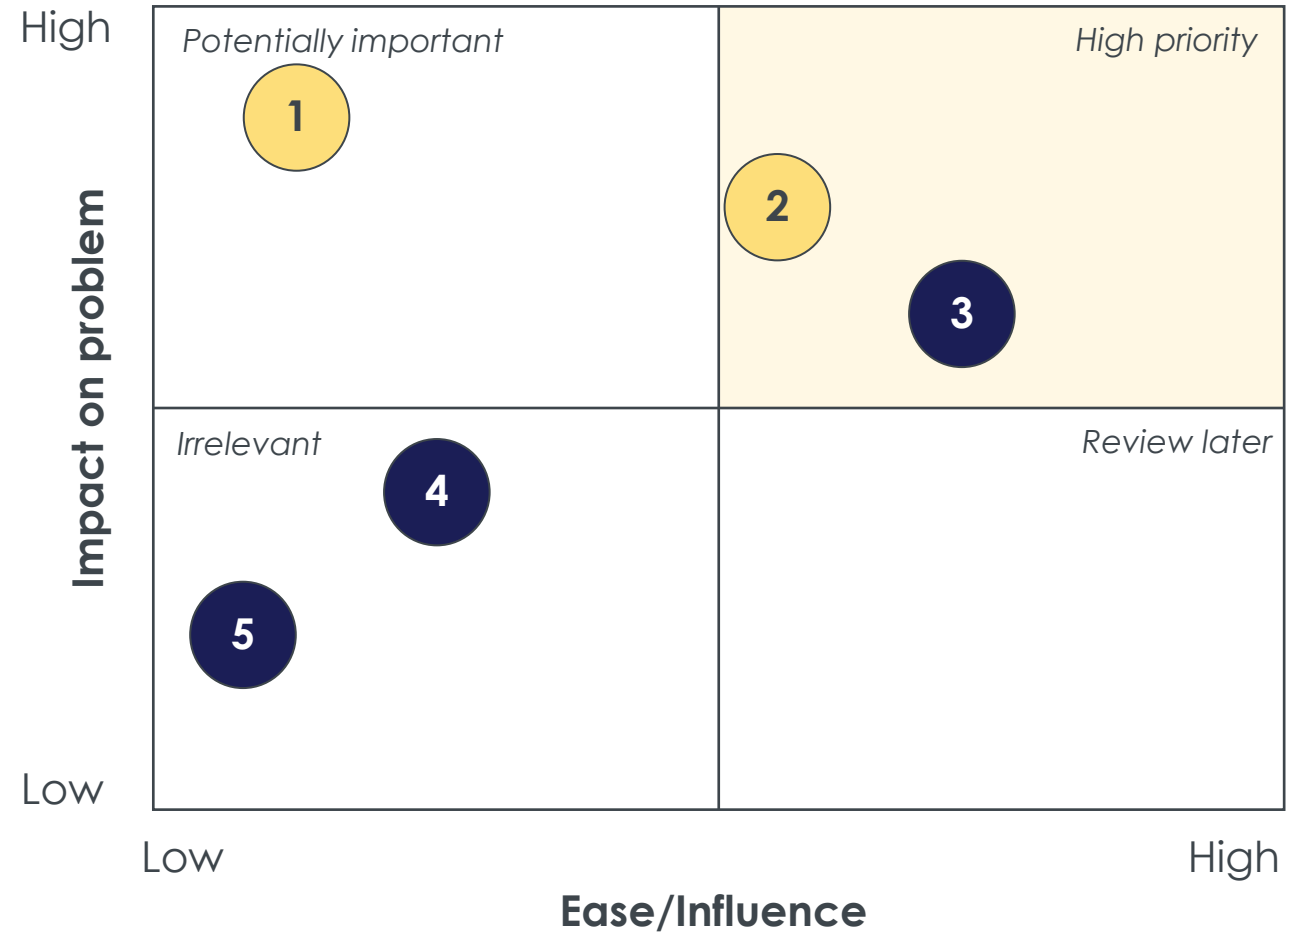 High
Potentially important
High priority
1
2
3
Impact on problem
Irrelevant
Review later
4
5
Low
Low
High
Ease/Influence